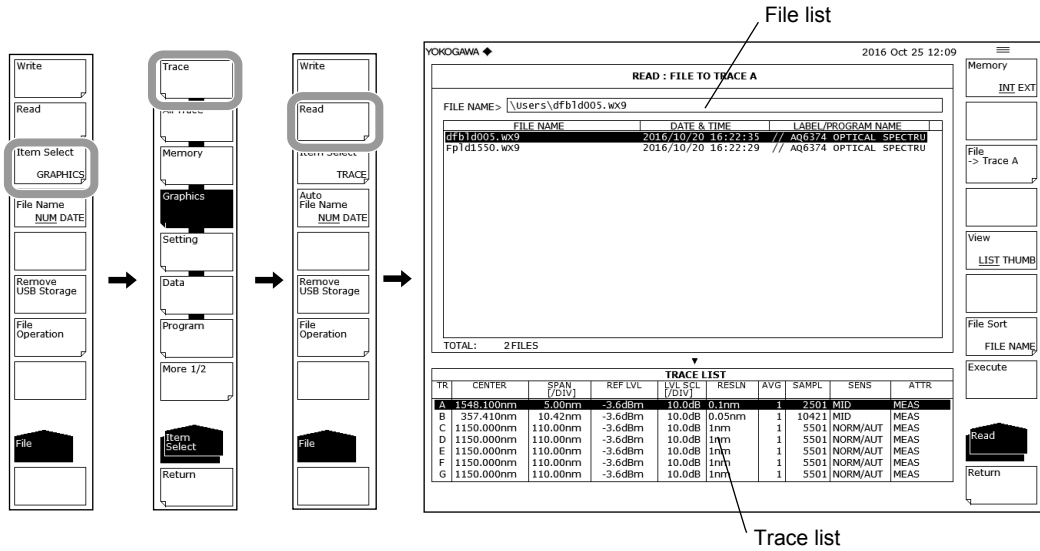 File list
Write
Read
Item Select
GRAPHICS
File Name
NUM DATE
Remove
USB Storage
File
Operation
File
Trace
All Trace
Memory
Graphics
Setting
Data
Program
More 1/2
Item
Select
Return
Write
Read
Item Select
TRACE
Auto
File Name
NUM DATE
Remove
USB Storage
File
Operation
File
YOKOGAWA ◆ 2016 Oct 25 12:09
READ : FILE TO TRACE A
FILE NAME> \Users\dfbld005.WX9
FILE NAME DATE & TIME LABEL/PROGRAM NAME
dfbld005.WX9 2016/10/20 16:22:35 // AQ6374 OPTICAL SPECTRU
Fpld1550.WX9 2016/10/20 16:22:29 // AQ6374 OPTICAL SPECTRU
TOTAL: 2FILES
TRACE LIST
TR CENTER SPAN [/DIV] REF LVL LVL SCL [/DIV] RESLN AVG SAMPL SENS ATTR
A 1548.100nm 5.00nm -3.6dBm 10.0dB 0.1nm 1 2501 MID MEAS
B 357.410nm 10.42nm -3.6dBm 10.0dB 0.05nm 1 10421 MID MEAS
C 1150.000nm 110.00nm -3.6dBm 10.0dB 1nm 1 5501 NORM/AUT MEAS
D 1150.000nm 110.00nm -3.6dBm 10.0dB 1nm 1 5501 NORM/AUT MEAS
E 1150.000nm 110.00nm -3.6dBm 10.0dB 1nm 1 5501 NORM/AUT MEAS
F 1150.000nm 110.00nm -3.6dBm 10.0dB 1nm 1 5501 NORM/AUT MEAS
G 1150.000nm 110.00nm -3.6dBm 10.0dB 1nm 1 5501 NORM/AUT MEAS
Memory
INT EXT
File
-> Trace A
View
LIST THUMB
File Sort
FILE NAME
Execute
Read
Return
Trace list